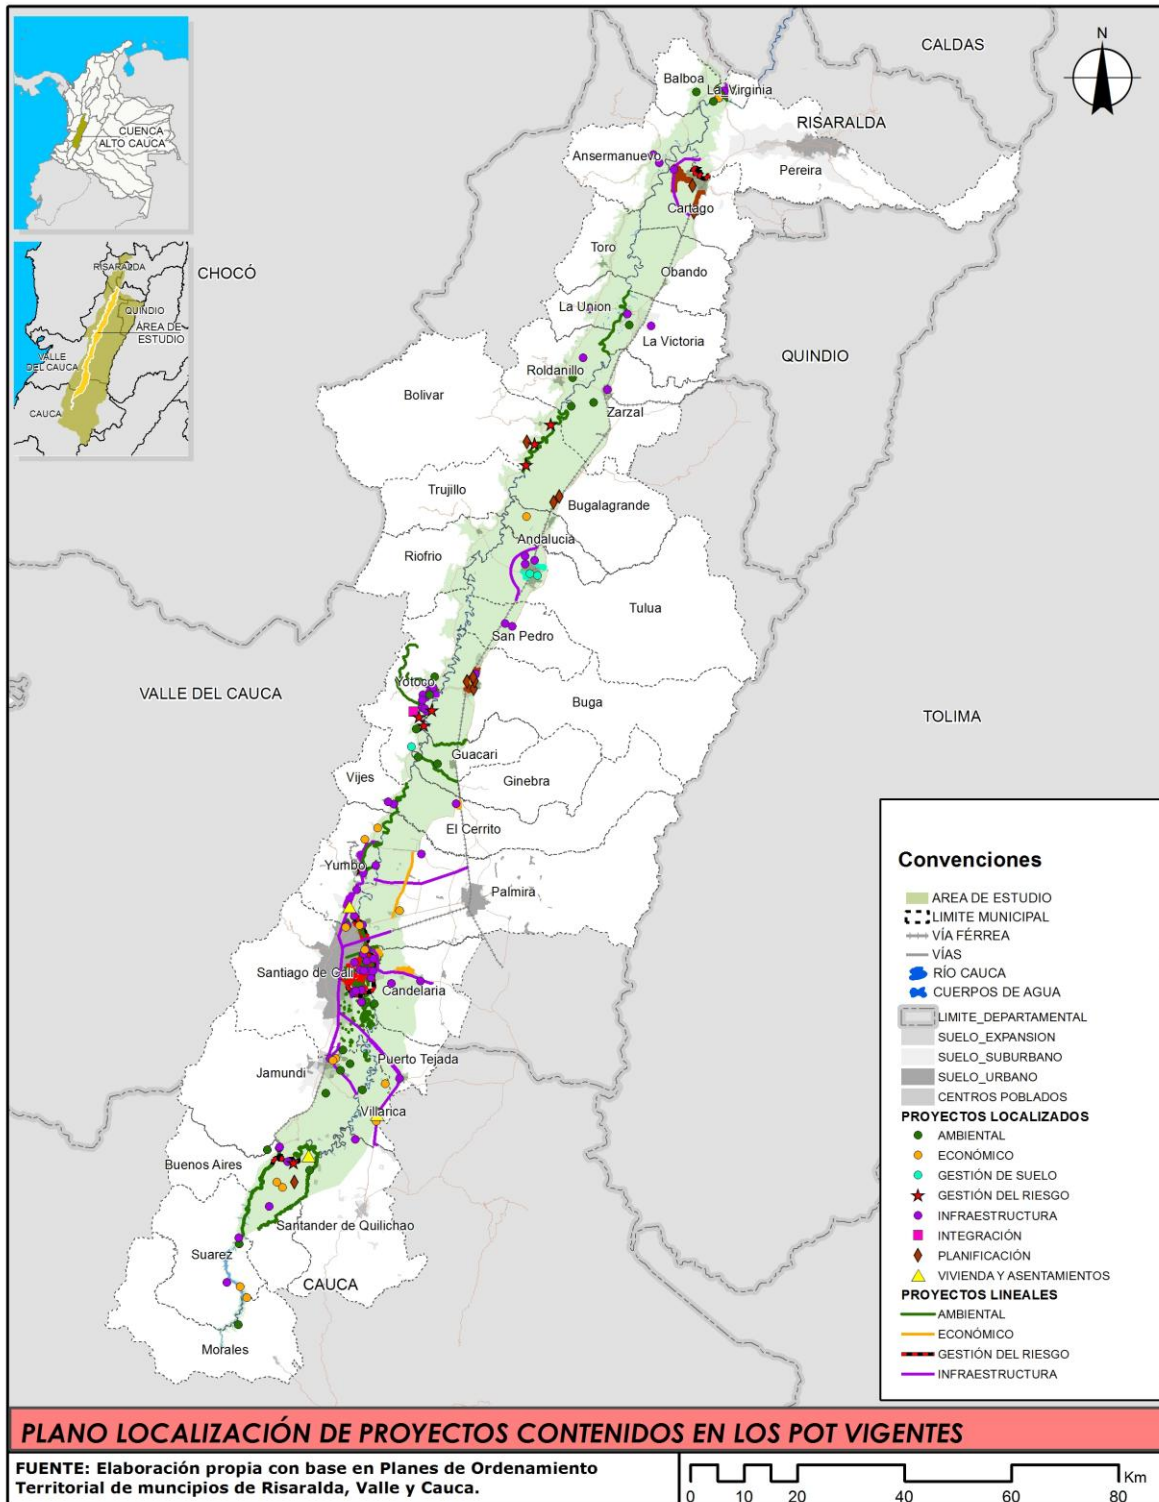 CUENCA
ALTO CAUCA
RISARALDA
QUINDIO
ÁREA DE
ESTUDIO
VALLE
DEL CAUCA
CAUCA
N
CALDAS
Balboa
La Virginia
RISARALDA
Ansermanuevo
Pereira
Cartago
Toro
CHOCÓ
Obando
La Union
La Victoria
QUINDIO
Roldanillo
Bolivar
Zarzal
Trujillo
Bugalagrande
Andalucia
Riofrio
Tulua
San Pedro
Yotoco
VALLE DEL CAUCA
Buga
TOLIMA
Guacari
Vijes
Ginebra
El Cerrito
Yumbo
Palmira
Santiago de Cali
Candelaria
Puerto Tejada
Jamundi
Villarica
Buenos Aires
Santander de Quilichao
Suarez
CAUCA
Morales
Convenciones
AREA DE ESTUDIO
LIMITE MUNICIPAL
VÍA FÉRREA
VÍAS
RÍO CAUCA
CUERPOS DE AGUA
LIMITE_DEPARTAMENTAL
SUELO_EXPANSION
SUELO_SUBURBANO
SUELO_URBANO
CENTROS POBLADOS
PROYECTOS LOCALIZADOS
AMBIENTAL
ECONÓMICO
GESTIÓN DE SUELO
GESTIÓN DEL RIESGO
INFRAESTRUCTURA
INTEGRACIÓN
PLANIFICACIÓN
VIVIENDA Y ASENTAMIENTOS
PROYECTOS LINEALES
AMBIENTAL
ECONÓMICO
GESTIÓN DEL RIESGO
INFRAESTRUCTURA
PLANO LOCALIZACIÓN DE PROYECTOS CONTENIDOS EN LOS POT VIGENTES
FUENTE: Elaboración propia con base en Planes de Ordenamiento
Territorial de muncipios de Risaralda, Valle y Cauca.
0 10 20 40 60 80 Km